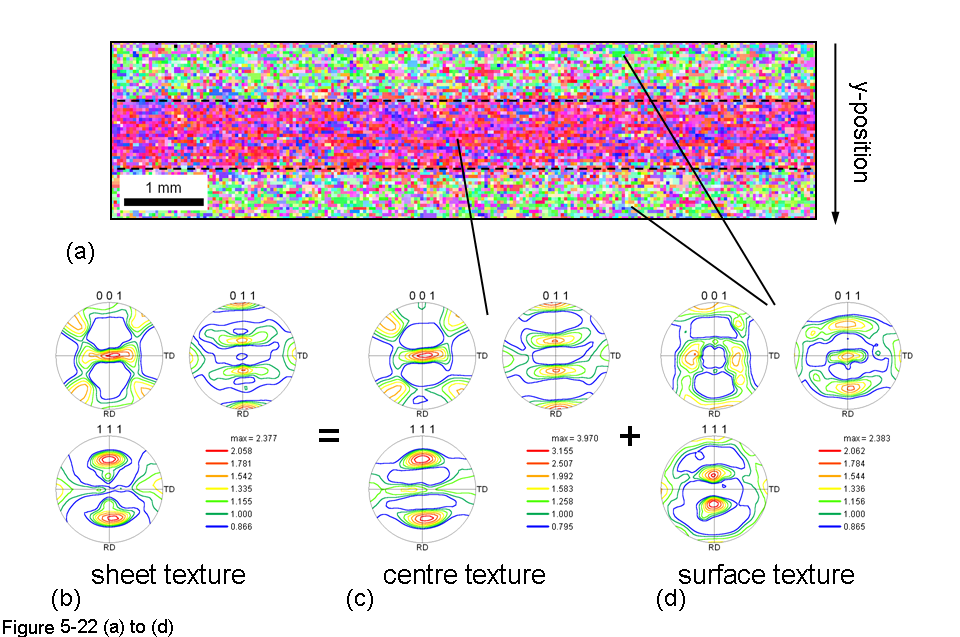 y-position
1 mm
(a)
0 0 1
0 1 1
TD
TD
RD
RD
1 1 1
max = 2.377
2.058
1.781
1.542
1.335
1.155
1.000
0.866
TD
RD
=
0 0 1
0 1 1
TD
TD
RD
RD
1 1 1
max = 3.970
3.155
2.507
1.992
1.583
1.258
1.000
0.795
TD
RD
+
0 0 1
0 1 1
TD
TD
RD
RD
1 1 1
max = 2.383
2.062
1.784
1.544
1.336
1.156
1.000
0.865
TD
RD
sheet texture
centre texture
surface texture
(b)
(c)
(d)
Figure 5-22 (a) to (d)